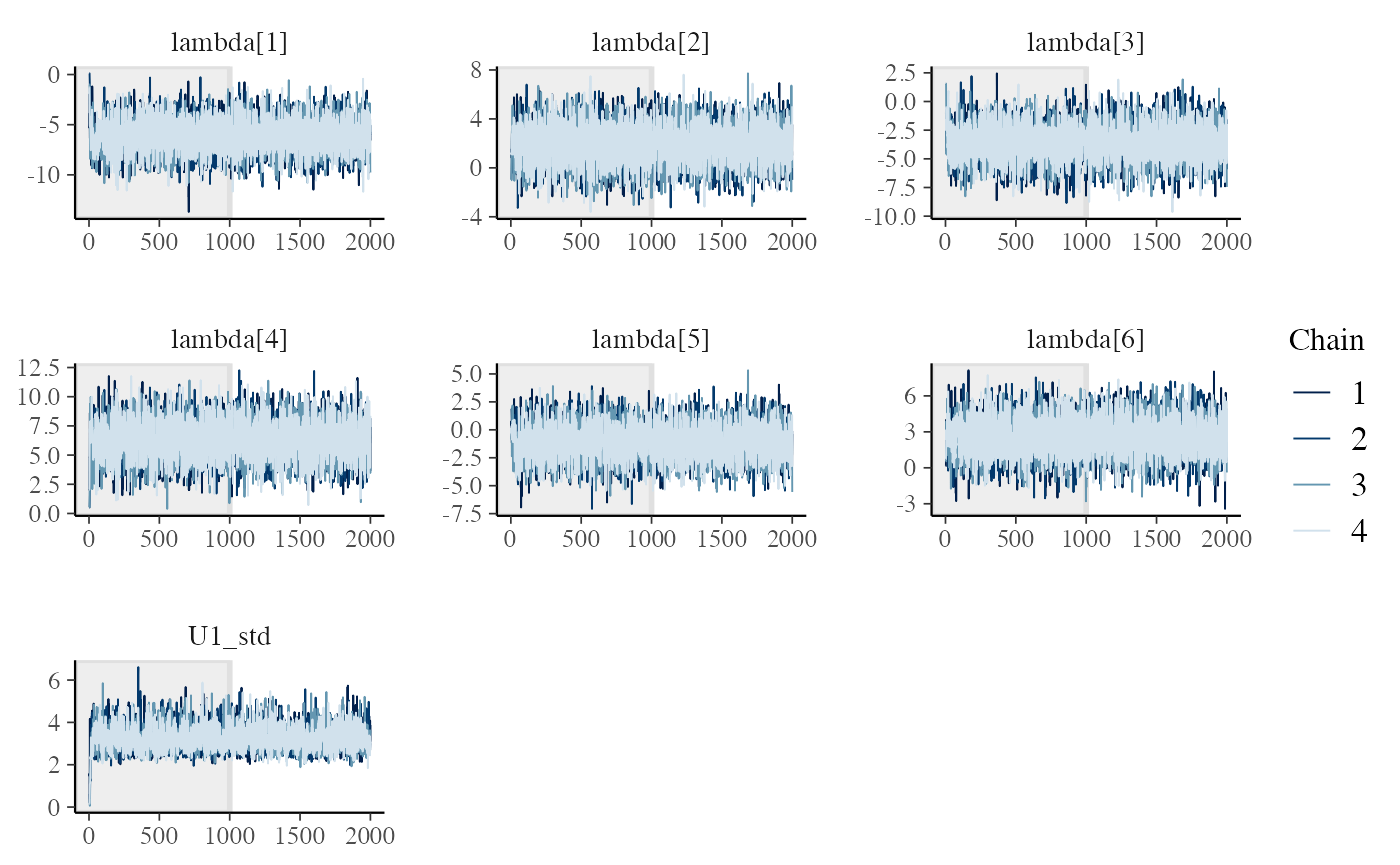 lambda[1] lambda[2] lambda[3]
0 -5 -10
0 500 1000 1500 2000
8 4 0 -4
0 500 1000 1500 2000
2.5 0.0 -2.5 -5.0 -7.5 -10.0
0 500 1000 1500 2000
lambda[4] lambda[5] lambda[6]
12.5 10.0 7.5 5.0 2.5 0.0
0 500 1000 1500 2000
5.0 2.5 0.0 -2.5 -5.0 -7.5
0 500 1000 1500 2000
6 3 0 -3
0 500 1000 1500 2000
Chain
1
2
3
4
U1_std
6 4 2 0
0 500 1000 1500 2000